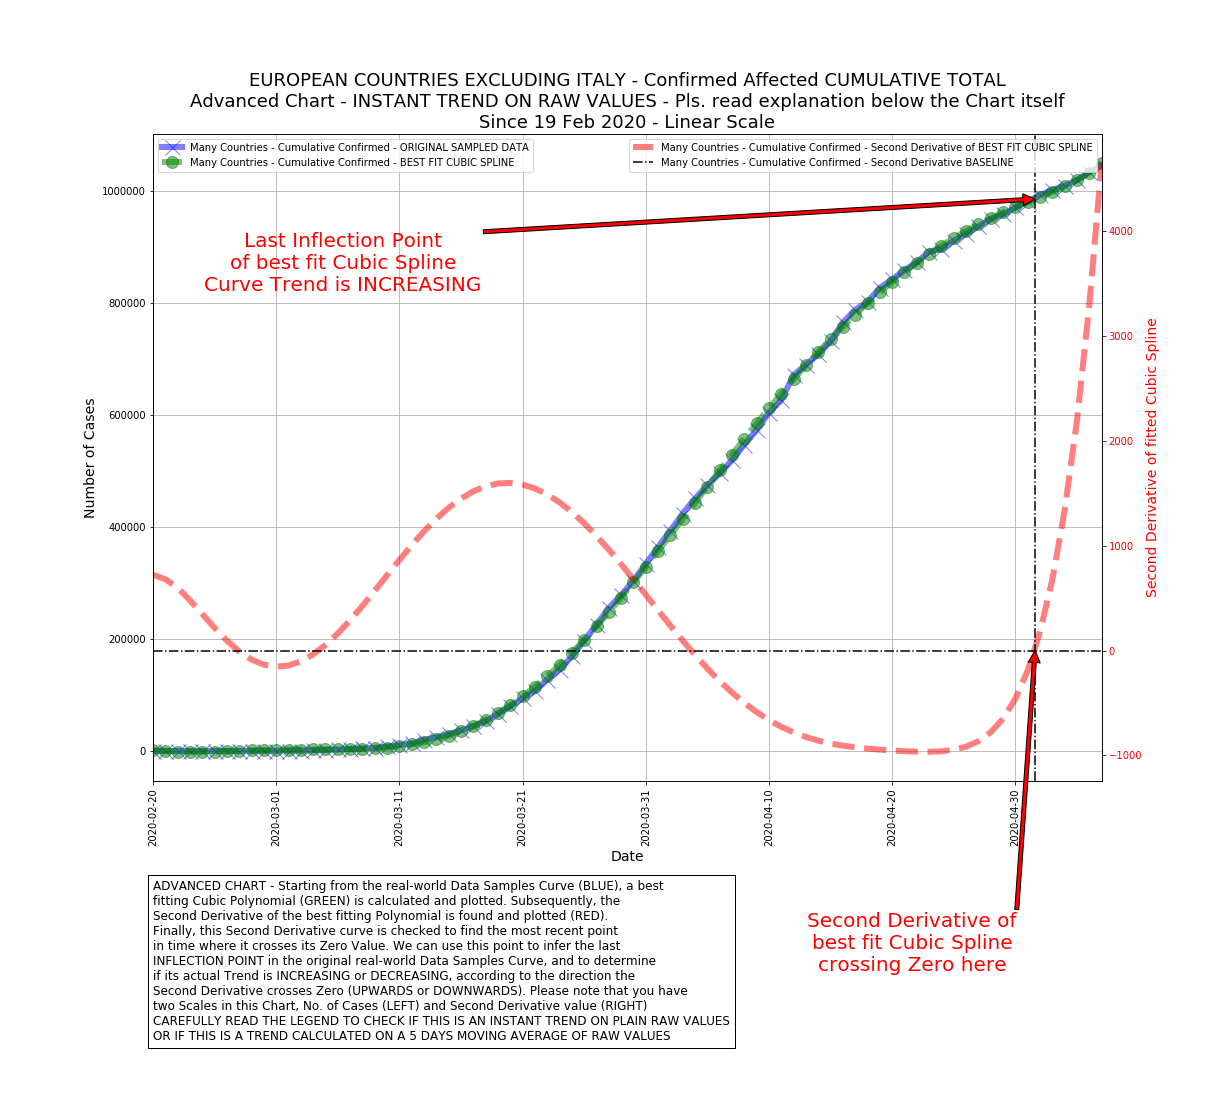 EUROPEAN COUNTRIES EXCLUDING ITALY - Confirmed Affected CUMULATIVE TOTAL
Advanced Chart - INSTANT TREND ON RAW VALUES - Pls. read explanation below the Chart itself
Since 19 Feb 2020 - Linear Scale
Many Countries - Cumulative Confirmed - ORIGINAL SAMPLED DATA
Many Countries - Cumulative Confirmed - BEST FIT CUBIC SPLINE
Many Countries - Cumulative Confirmed - Second Derivative of BEST FIT CUBIC SPLINE
Many Countries - Cumulative Confirmed - Second Derivative BASELINE
Last Inflection Point
of best fit Cubic Spline
Curve Trend is INCREASING
Number of Cases
1000000
800000
600000
400000
200000
0
4000
3000
2000
1000
0
−1000
Second Derivative of fitted Cubic Spline
2020-02-20
2020-03-01
2020-03-11
2020-03-21
2020-03-31
2020-04-10
2020-04-20
2020-04-30
Date
ADVANCED CHART - Starting from the real-world Data Samples Curve (BLUE), a best
fitting Cubic Polynomial (GREEN) is calculated and plotted. Subsequently, the
Second Derivative of the best fitting Polynomial is found and plotted (RED).
Finally, this Second Derivative curve is checked to find the most recent point
in time where it crosses its Zero Value. We can use this point to infer the last
INFLECTION POINT in the original real-world Data Samples Curve, and to determine
if its actual Trend is INCREASING or DECREASING, according to the direction the
Second Derivative crosses Zero (UPWARDS or DOWNWARDS). Please note that you have
two Scales in this Chart, No. of Cases (LEFT) and Second Derivative value (RIGHT)
CAREFULLY READ THE LEGEND TO CHECK IF THIS IS AN INSTANT TREND ON PLAIN RAW VALUES
OR IF THIS IS A TREND CALCULATED ON A 5 DAYS MOVING AVERAGE OF RAW VALUES
Second Derivative of
best fit Cubic Spline
crossing Zero here